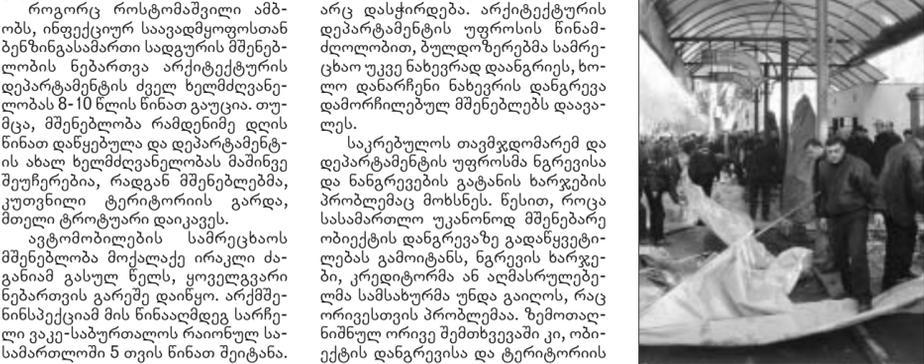 როგორც როსტომაშვილი ამბ-
ობს, ინფექციურ საავადმყოფოსთან
ბენზინგასამართი სადგურის მშენებ-
ლობის ნებართვა არქიტექტურის
დეპარტამენტის ძველ ხელმძღვანე-
ლობას 8-10 წლის წინათ გაუცია. თუ-
მცა, მშენებლობა რამდენიმე დღის
წინათ დაწყებულა და დეპარტამენტ-
ის ახალ ხელმძღვანელობას მაშინვე
შეუჩერებია, რადგან მშენებლებმა,
კუთვნილი ტერიტორიის გარდა,
მთელი ტროტუარი დაიკავეს.
ავტომობილების სამრეცხაოს
მშენებლობა მოქალაქე ირაკლი ძა-
განიამ გასულ წელს, ყოველგვარი
ნებართვის გარეშე დაიწყო. არქმშე-
ნინსპექციამ მის წინააღმდეგ სარჩე-
ლი ვაკე-საბურთალოს რაიონულ სა-
სამართლოში 5 თვის წინათ შეიტანა.
არც დასჭირდება. არქიტექტურის
დეპარტამენტის უფროსის წინამ-
ძღოლობით, ბულდოზერებმა სამრე-
ცხაო უკვე ნახევრად დაანგრიეს, ხო-
ლო დანარჩენი ნახევრის დანგრევა
დამორჩილებულ მშენებლებს დაავა-
ლეს.
საკრებულოს თავმჯდომარემ და
დეპარტამენტის უფროსმა ნგრევისა
და ნანგრევების გატანის ხარჯების
პრობლემაც მოხსნეს. წესით, როცა
სასამართლო უკანონოდ მშენებარე
ობიექტის დანგრევაზე გადაწყვეტი-
ლებას გამოიტანს, ნგრევის ხარჯე-
ბი, კრედიტორმა ან აღმასრულებე-
ლმა სამსახურმა უნდა გაიღოს, რაც
ორივესთვის პრობლემაა. ზემოთაღ-
ნიშნულ ორივე შემთხვევაში კი, ობი-
ექტის დანგრევისა და ტერიტორიის